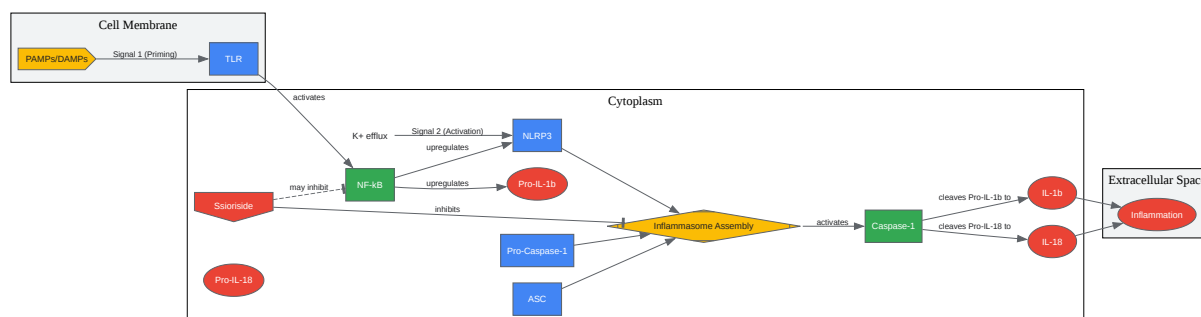 Cell Membrane
PAMPs/DAMPs
Signal 1 (Priming)
TLR
activates
Cytoplasm
K+ efflux
Signal 2 (Activation)
NLRP3
upregulates
NF-kB
upregulates
Pro-IL-1b
may inhibit
Ssioriside
inhibits
Inflammasome Assembly
activates
Caspase-1
cleaves Pro-IL-1b to
IL-1b
cleaves Pro-IL-18 to
IL-18
Extracellular Spac
Inflammation
Pro-Caspase-1
Pro-IL-18
ASC